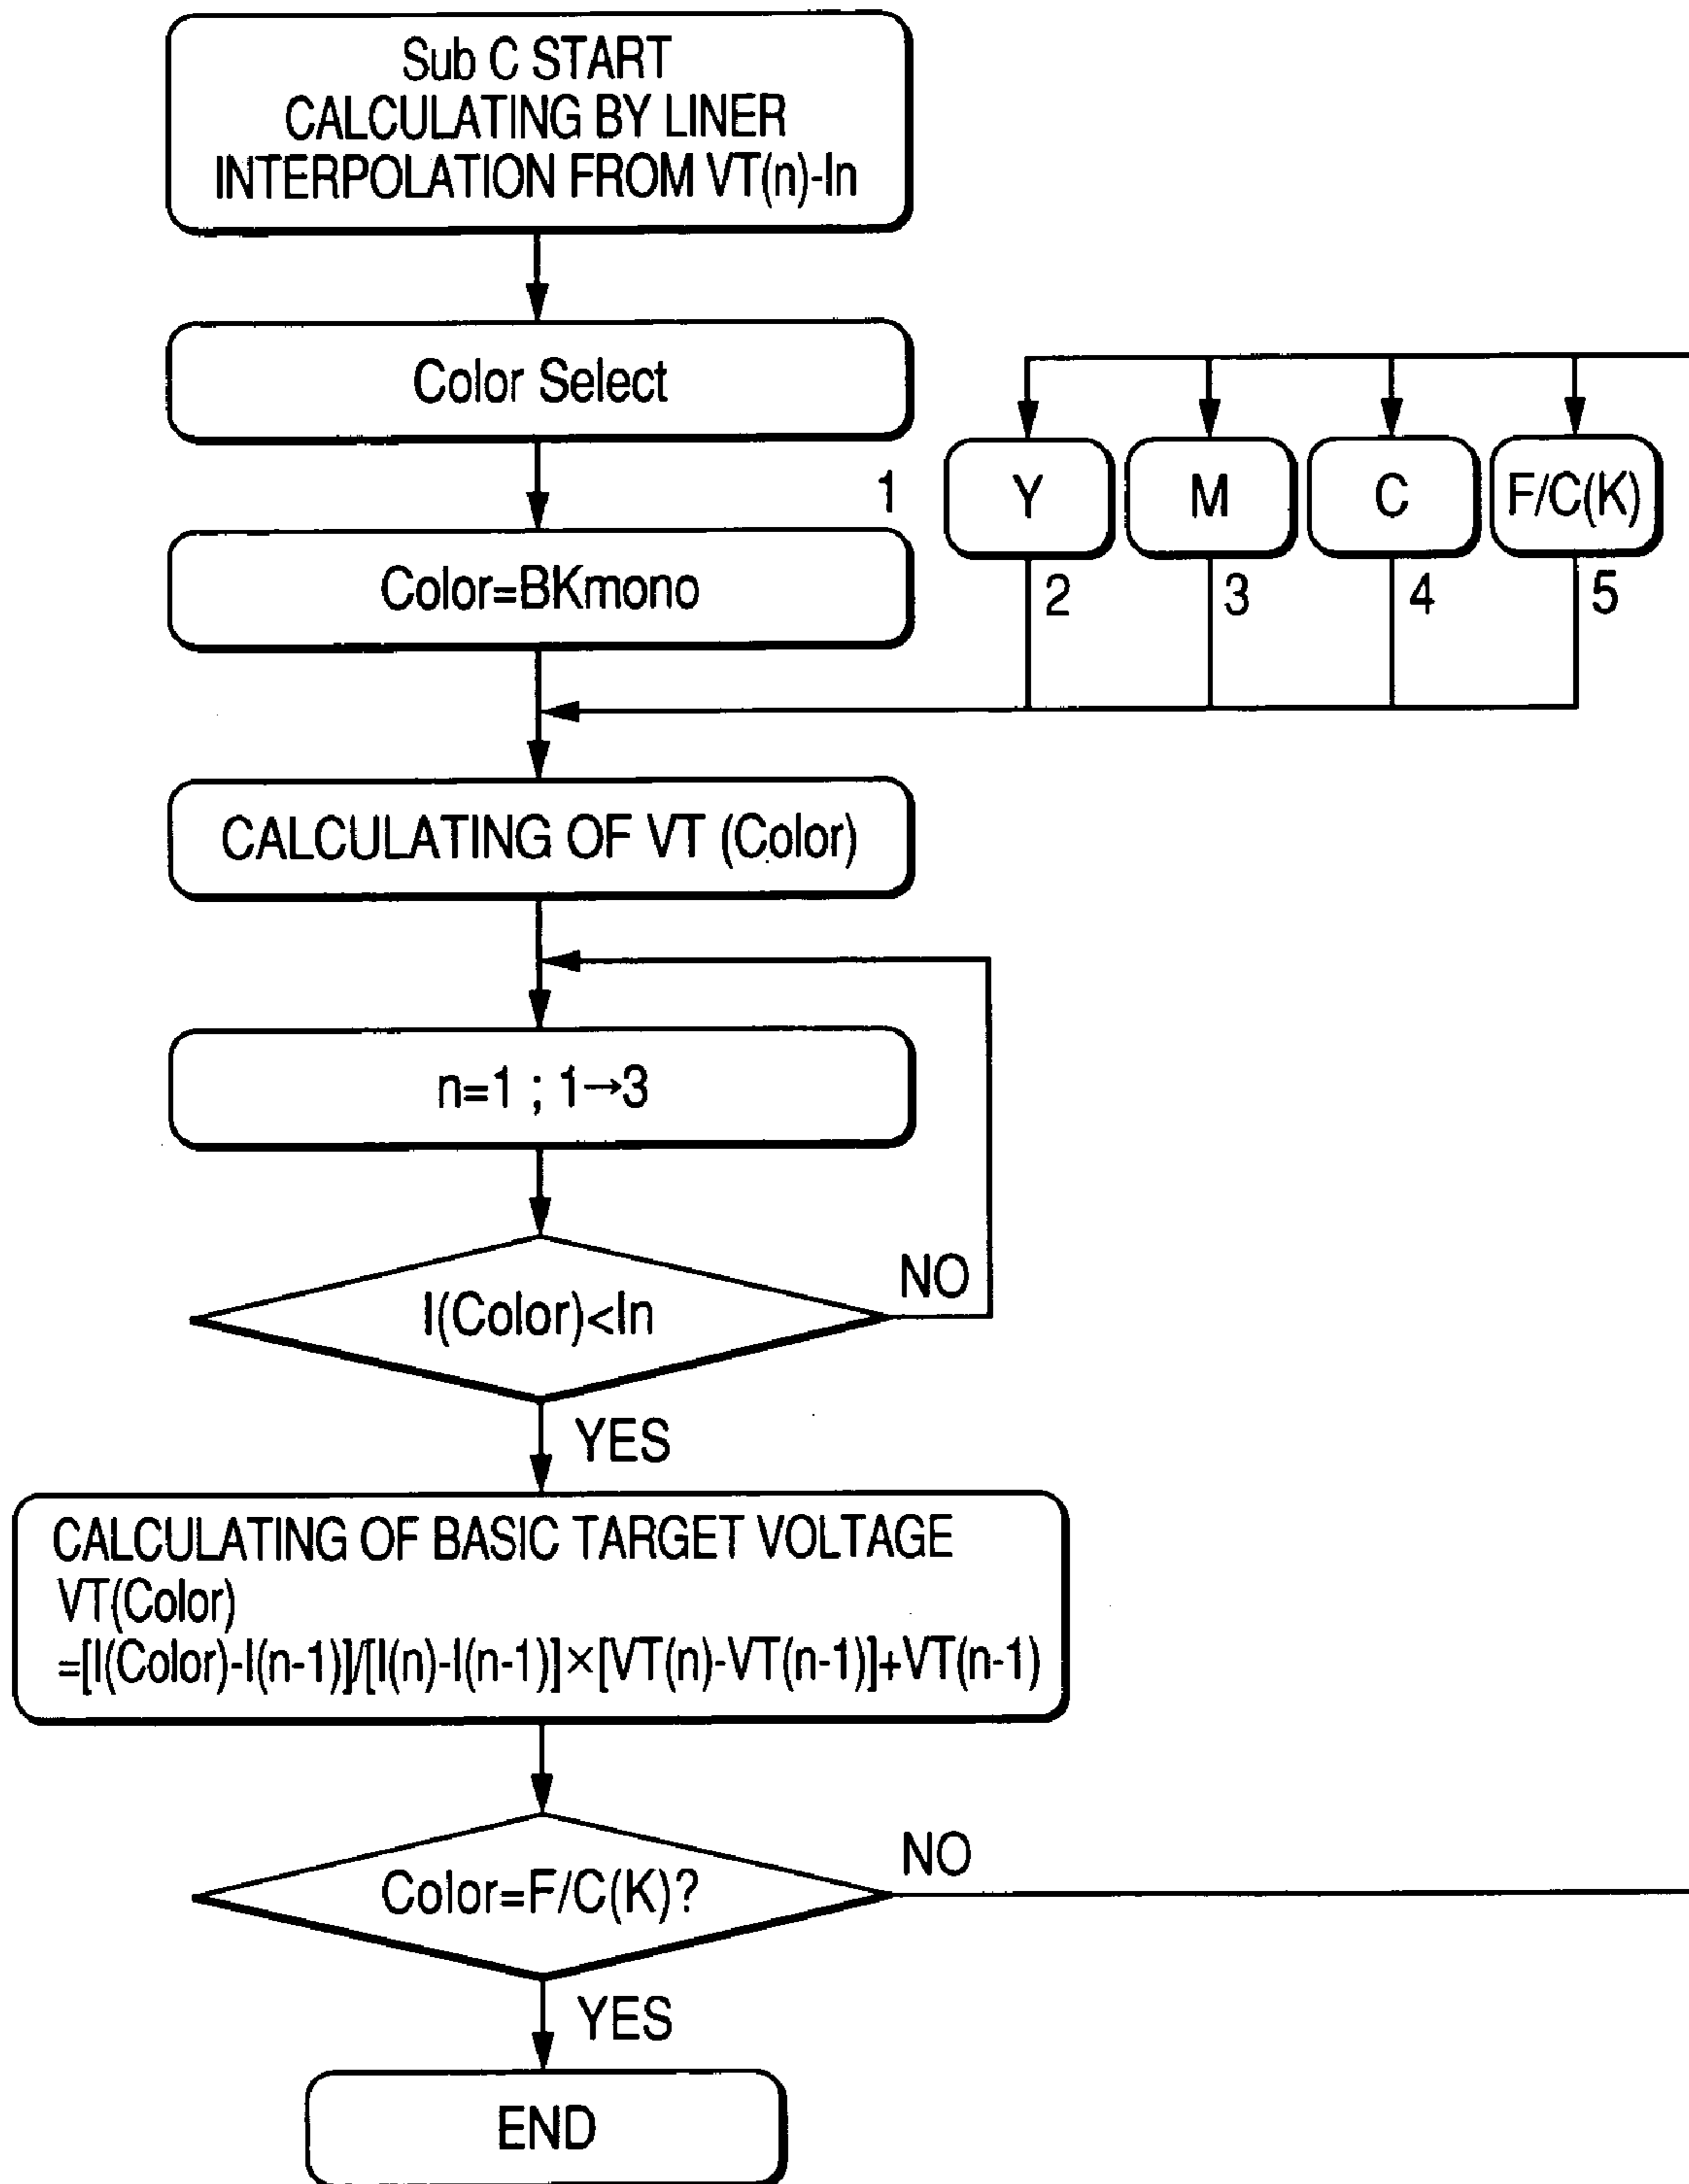 Sub C START
CALCULATING BY LINER
INTERPOLATION FROM VT(n)-In
Color Select
1
Y
M
C
F/C(K)
Color=BKmono
2
3
4
5
CALCULATING OF VT (Color)
n=1 ; 1→3
I(Color)<In
NO
YES
CALCULATING OF BASIC TARGET VOLTAGE
VT(Color)
=[I(Color)-I(n-1)]/[I(n)-I(n-1)]×[VT(n)-VT(n-1)]+VT(n-1)
Color=F/C(K)?
NO
YES
END